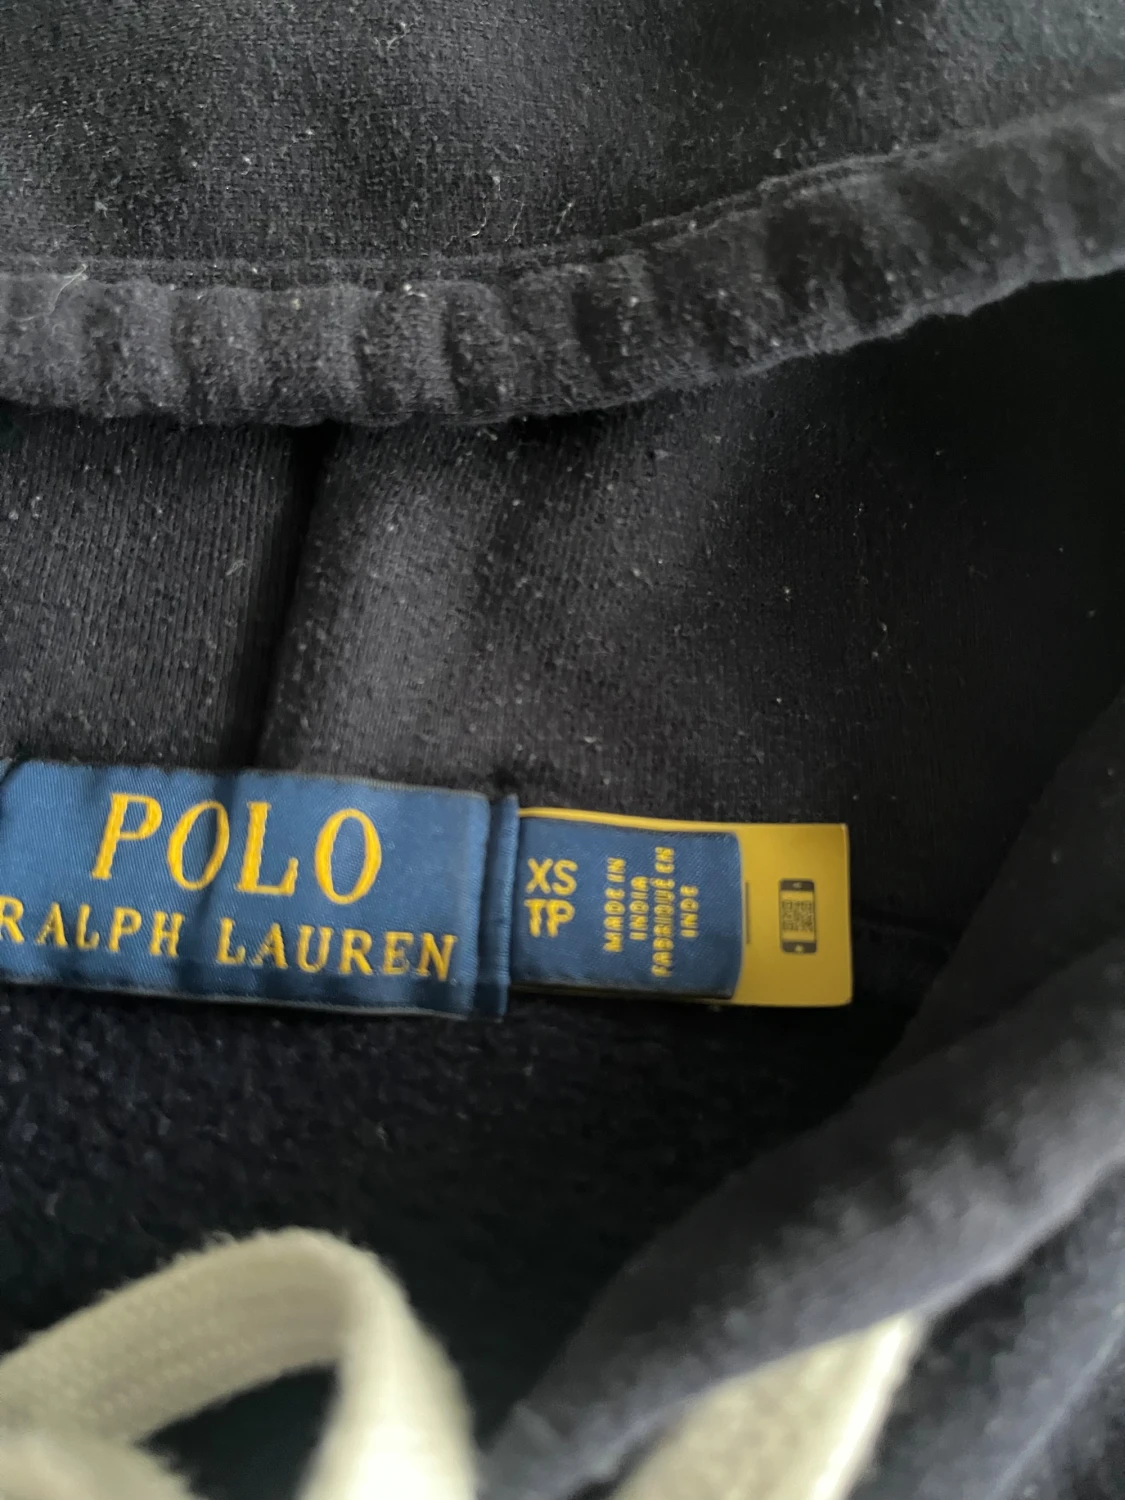 POLO
RALPH LAUREN
XS
TP
MADE IN
INDIA
FABRIQUÉ EN
INDE